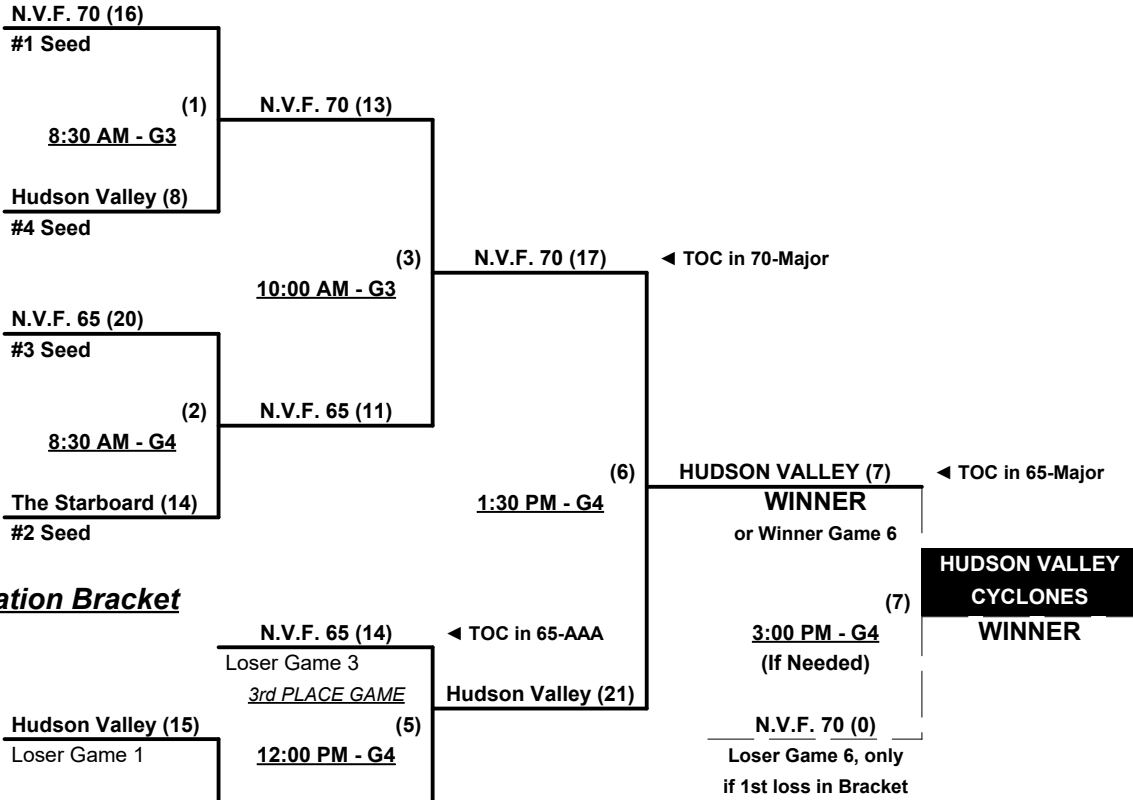 N.V.F. 70 (16)
#1 Seed
(1)
N.V.F. 70 (13)
8:30 AM - G3
Hudson Valley (8)
#4 Seed
(3)
N.V.F. 70 (17)
◄ TOC in 70-Major
10:00 AM - G3
N.V.F. 65 (20)
#3 Seed
(2)
N.V.F. 65 (11)
8:30 AM - G4
(6)
HUDSON VALLEY (7)
◄ TOC in 65-Major
The Starboard (14)
1:30 PM - G4
WINNER
#2 Seed
or Winner Game 6
HUDSON VALLEY
CYCLONES
WINNER
ation Bracket
(7)
N.V.F. 65 (14)
◄ TOC in 65-AAA
3:00 PM - G4
Loser Game 3
(If Needed)
3rd PLACE GAME
Hudson Valley (21)
Hudson Valley (15)
(5)
N.V.F. 70 (0)
Loser Game 1
12:00 PM - G4
Loser Game 6, only
if 1st loss in Bracket